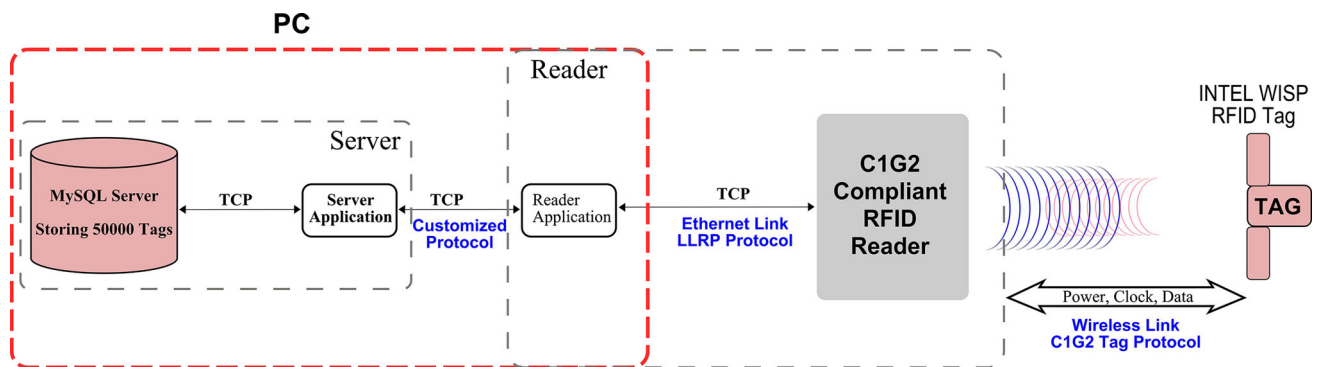 PC
Reader
Server
MySQL Server
Storing 50000 Tags
TCP
Server
Application
TCP
Customized
Protocol
Reader
Application
TCP
Ethernet Link
LLRP Protocol
C1G2
Compliant
RFID
Reader
INTEL WISP
RFID Tag
TAG
Power, Clock, Data
Wireless Link
C1G2 Tag Protocol